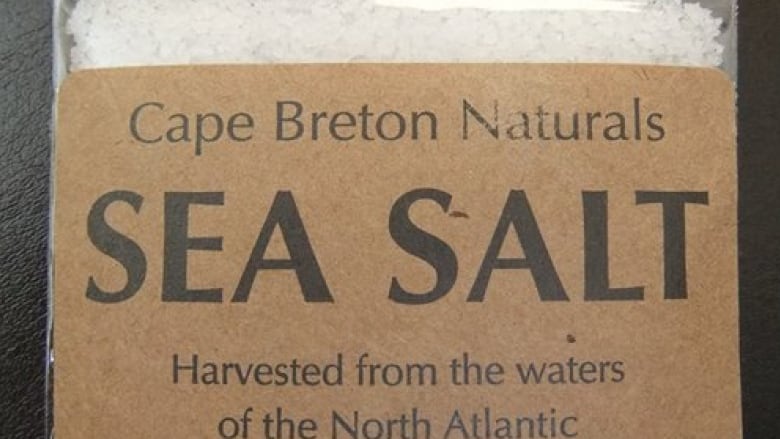 Cape Breton Naturals
SEA SALT
Harvested from the waters
of the North Atlantic